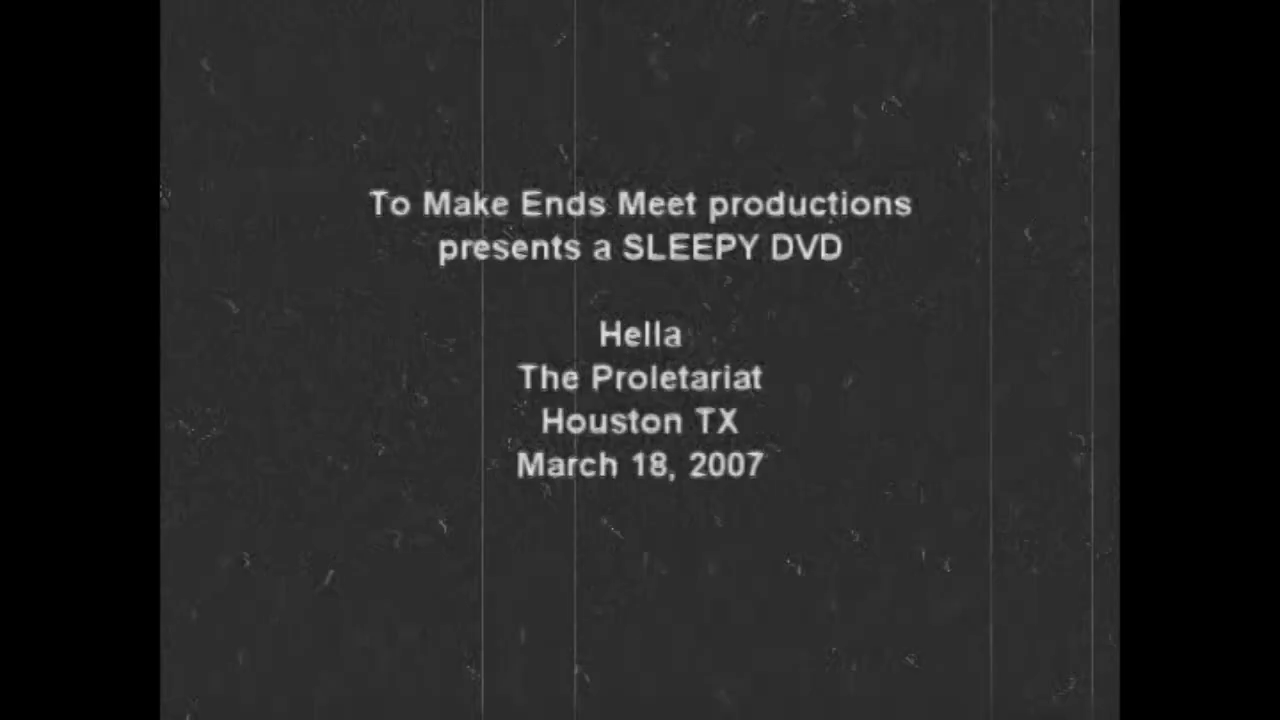 To Make Ends Meet productions
presents a SLEEPY DVD
Hella
The Proletariat
Houston TX
March 18, 2007